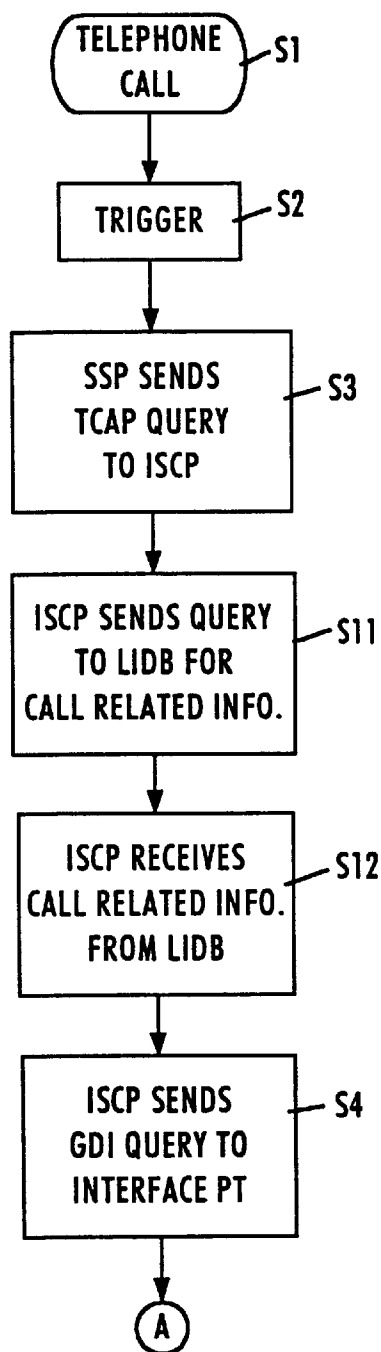 TELEPHONE
CALL
S1
TRIGGER
S2
SSP SENDS
TCAP QUERY
TO ISCP
S3
ISCP SENDS QUERY
TO LIDB FOR
CALL RELATED INFO.
S11
ISCP RECEIVES
CALL RELATED INFO.
FROM LIDB
S12
ISCP SENDS
GDI QUERY TO
INTERFACE PT
S4
A